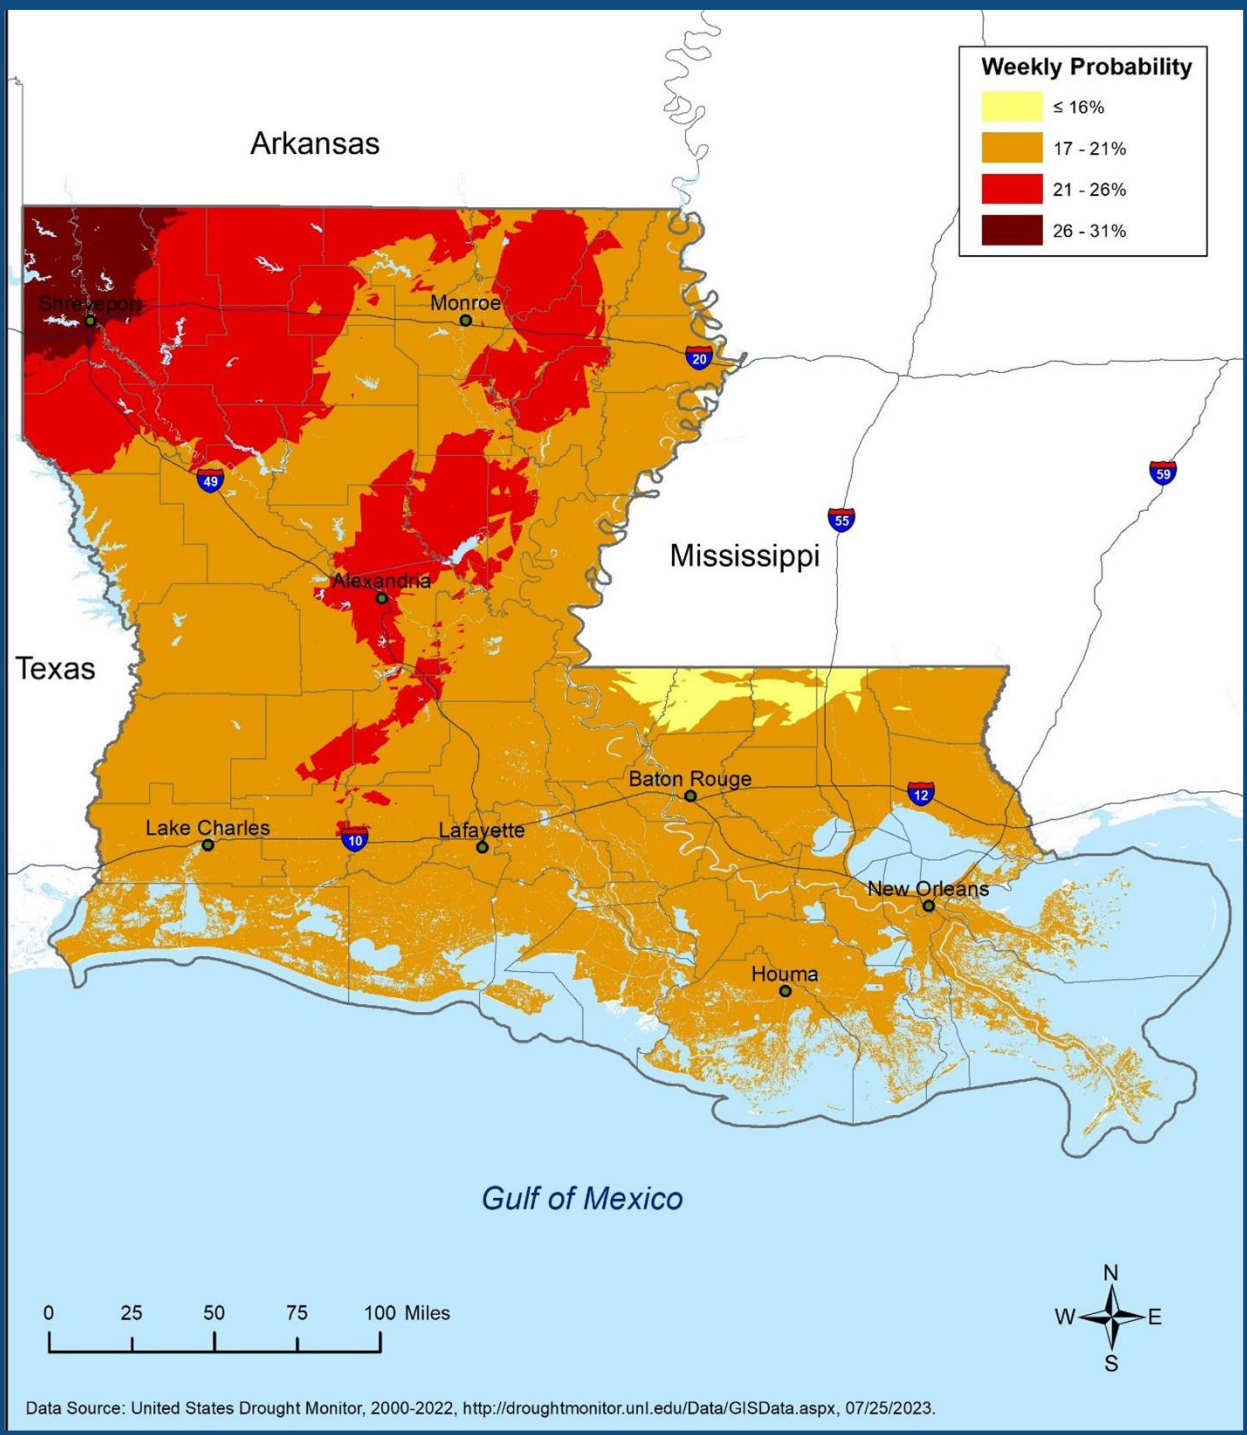 Weekly Probability
≤ 16%
17 - 21%
21 - 26%
26 - 31%
Arkansas
Shreveport
Monroe
20
49
59
55
Mississippi
Alexandria
Texas
Baton Rouge
12
Lake Charles
10
Lafayette
New Orleans
Houma
Gulf of Mexico
0 25 50 75 100 Miles
N
W E
S
Data Source: United States Drought Monitor, 2000-2022, http://droughtmonitor.unl.edu/Data/GISData.aspx, 07/25/2023.